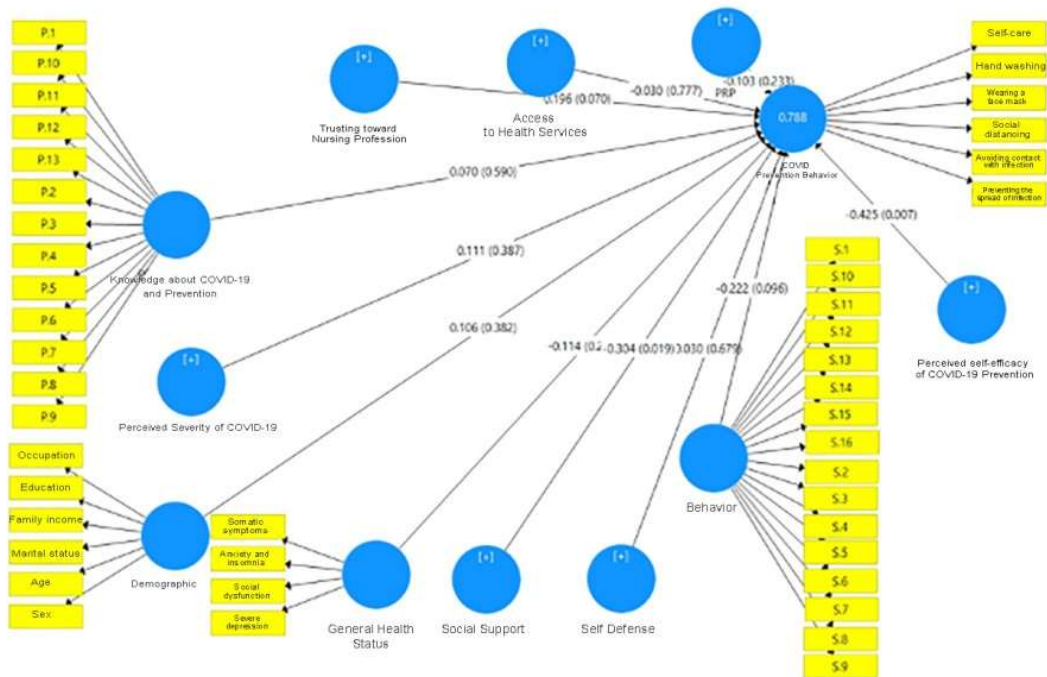 P.1
P.10
P.11
P.12
P.13
P.2
P.3
P.4
P.5
P.6
P.7
P.8
P.9
Knowledge about COVID-19
and Prevention
[+]
Trusting toward
Nursing Profession
[+]
Access
to Health Services
[+]
PRP
0.196 (0.070)
-0.030 (0.777)
-0.103 (0.233)
0.788
COVID
Prevention Behavior
Self-care
Hand washing
Wearing a
face mask
Social
distancing
Avoiding contact
with infection
Preventing the
spread of infection
0.070 (0.590)
0.111 (0.387)
0.106 (0.382)
-0.114
-0.304 (0.019)
0.030 (0.679)
-0.222 (0.096)
-0.425 (0.007)
[+]
Perceived self-efficacy
of COVID-19 Prevention
[+]
Perceived Severity of COVID-19
Occupation
Education
Family income
Marital status
Age
Sex
Demographic
Somatic
symptoma
Anxiety and
insomnia
Social
dysfunction
Severe
depression
General Health
Status
[+]
Social Support
[+]
Self Defense
Behavior
S.1
S.10
S.11
S.12
S.13
S.14
S.15
S.16
S.2
S.3
S.4
S.5
S.6
S.7
S.8
S.9